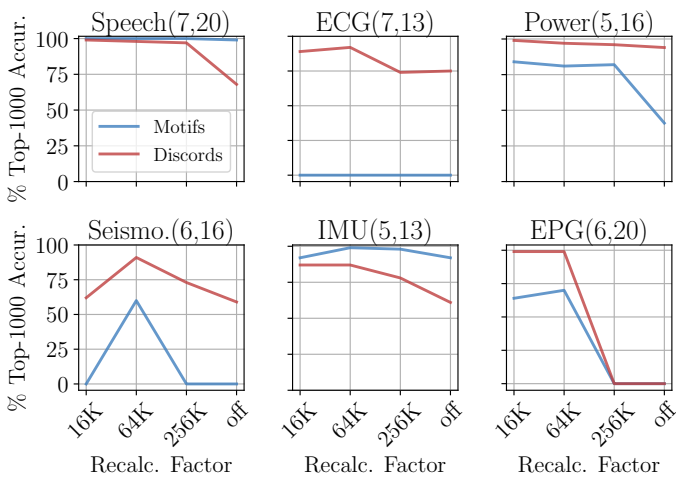 Speech(7,20)
ECG(7,13)
Power(5,16)
% Top-1000 Accur.
100
75
50
25
0
Motifs
Discords
Seismo.(6,16)
IMU(5,13)
EPG(6,20)
% Top-1000 Accur.
100
75
50
25
0
16K
64K
256K
off
16K
64K
256K
off
16K
64K
256K
off
Recalc. Factor
Recalc. Factor
Recalc. Factor